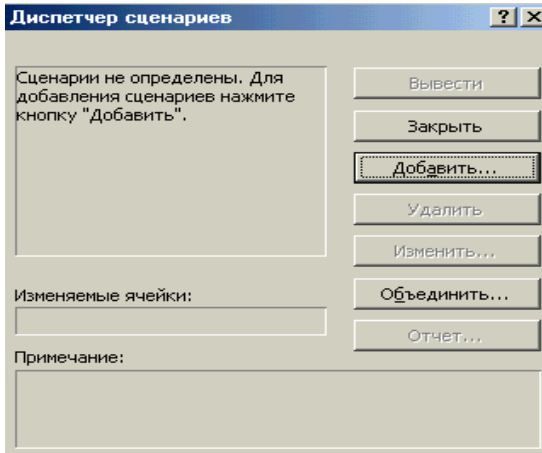 Диспетчер сценариев
Сценарии не определены. Для
добавления сценариев нажмите
кнопку "Добавить".
Вывести
Закрыть
Добавить...
Удалить
Изменить...
Объединить...
Отчет...
Изменяемые ячейки:
Примечание: